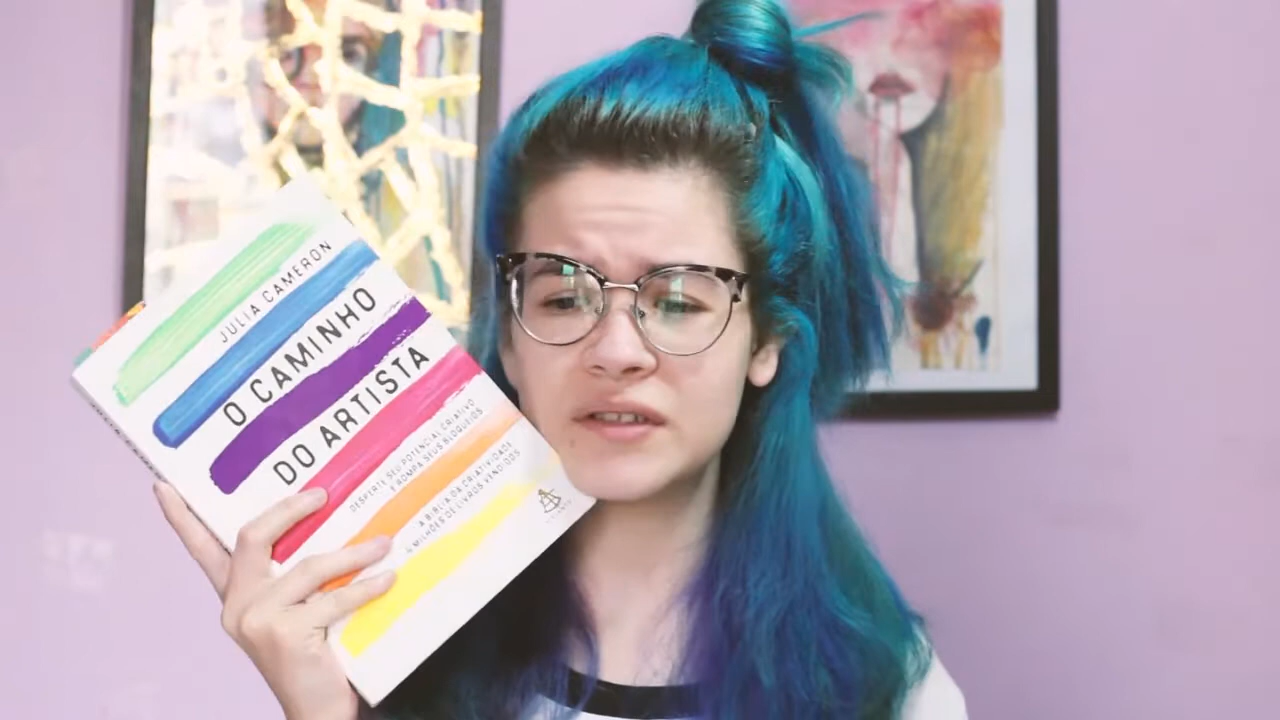 JULIA CAMERON
O CAMINHO
DO ARTISTA
DESPERTE SEU POTENCIAL CRIATIVO
E ROMPA SEUS BLOQUEIOS
A BÍBLIA DA CRIATIVIDADE
4 MILHÕES DE LIVROS VENDIDOS